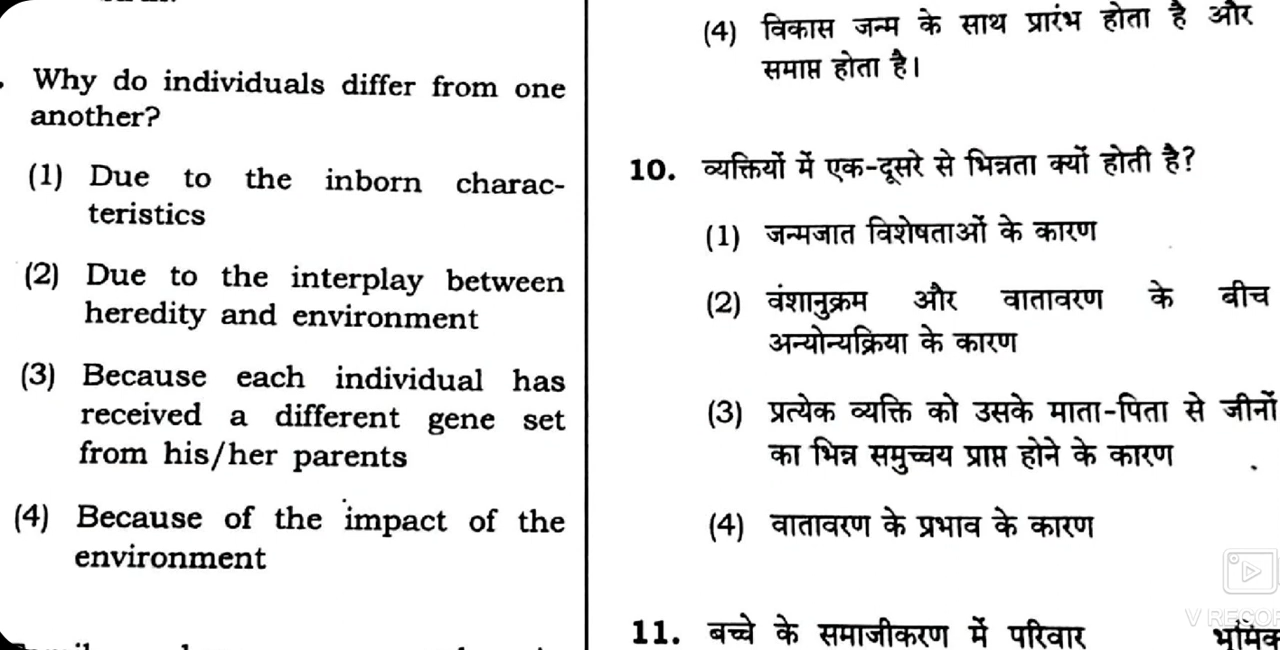 Why do individuals differ from one
another?
(1) Due to the inborn charac-
teristics
(2) Due to the interplay between
heredity and environment
(3) Because each individual has
received a different gene set
from his/her parents
(4) Because of the impact of the
environment
(4) विकास जन्म के साथ प्रारंभ होता है और
समाप्त होता है।
10. व्यक्तियों में एक-दूसरे से भिन्नता क्यों होती है?
(1) जन्मजात विशेषताओं के कारण
(2) वंशानुक्रम और वातावरण के बीच
अन्योन्यक्रिया के कारण
(3) प्रत्येक व्यक्ति को उसके माता-पिता से जीनों
का भिन्न समुच्चय प्राप्त होने के कारण
(4) वातावरण के प्रभाव के कारण
11. बच्चे के समाजीकरण में परिवार